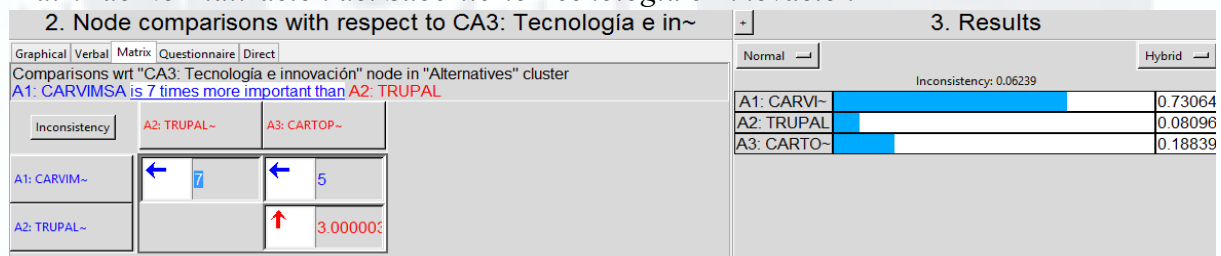 2. Node comparisons with respect to CA3: Tecnología e in~
+
3. Results
Graphical Verbal Matrix Questionnaire Direct
Comparisons wrt "CA3: Tecnología e innovación" node in "Alternatives" cluster
A1: CARVIMSA is 7 times more important than A2: TRUPAL
Inconsistency A2: TRUPAL~ A3: CARTOP~
A1: CARVIM~ 7 5
A2: TRUPAL~ 3.000003
Normal Hybrid
Inconsistency: 0.06239
A1: CARVI~ 0.73064
A2: TRUPAL 0.08096
A3: CARTO~ 0.18839